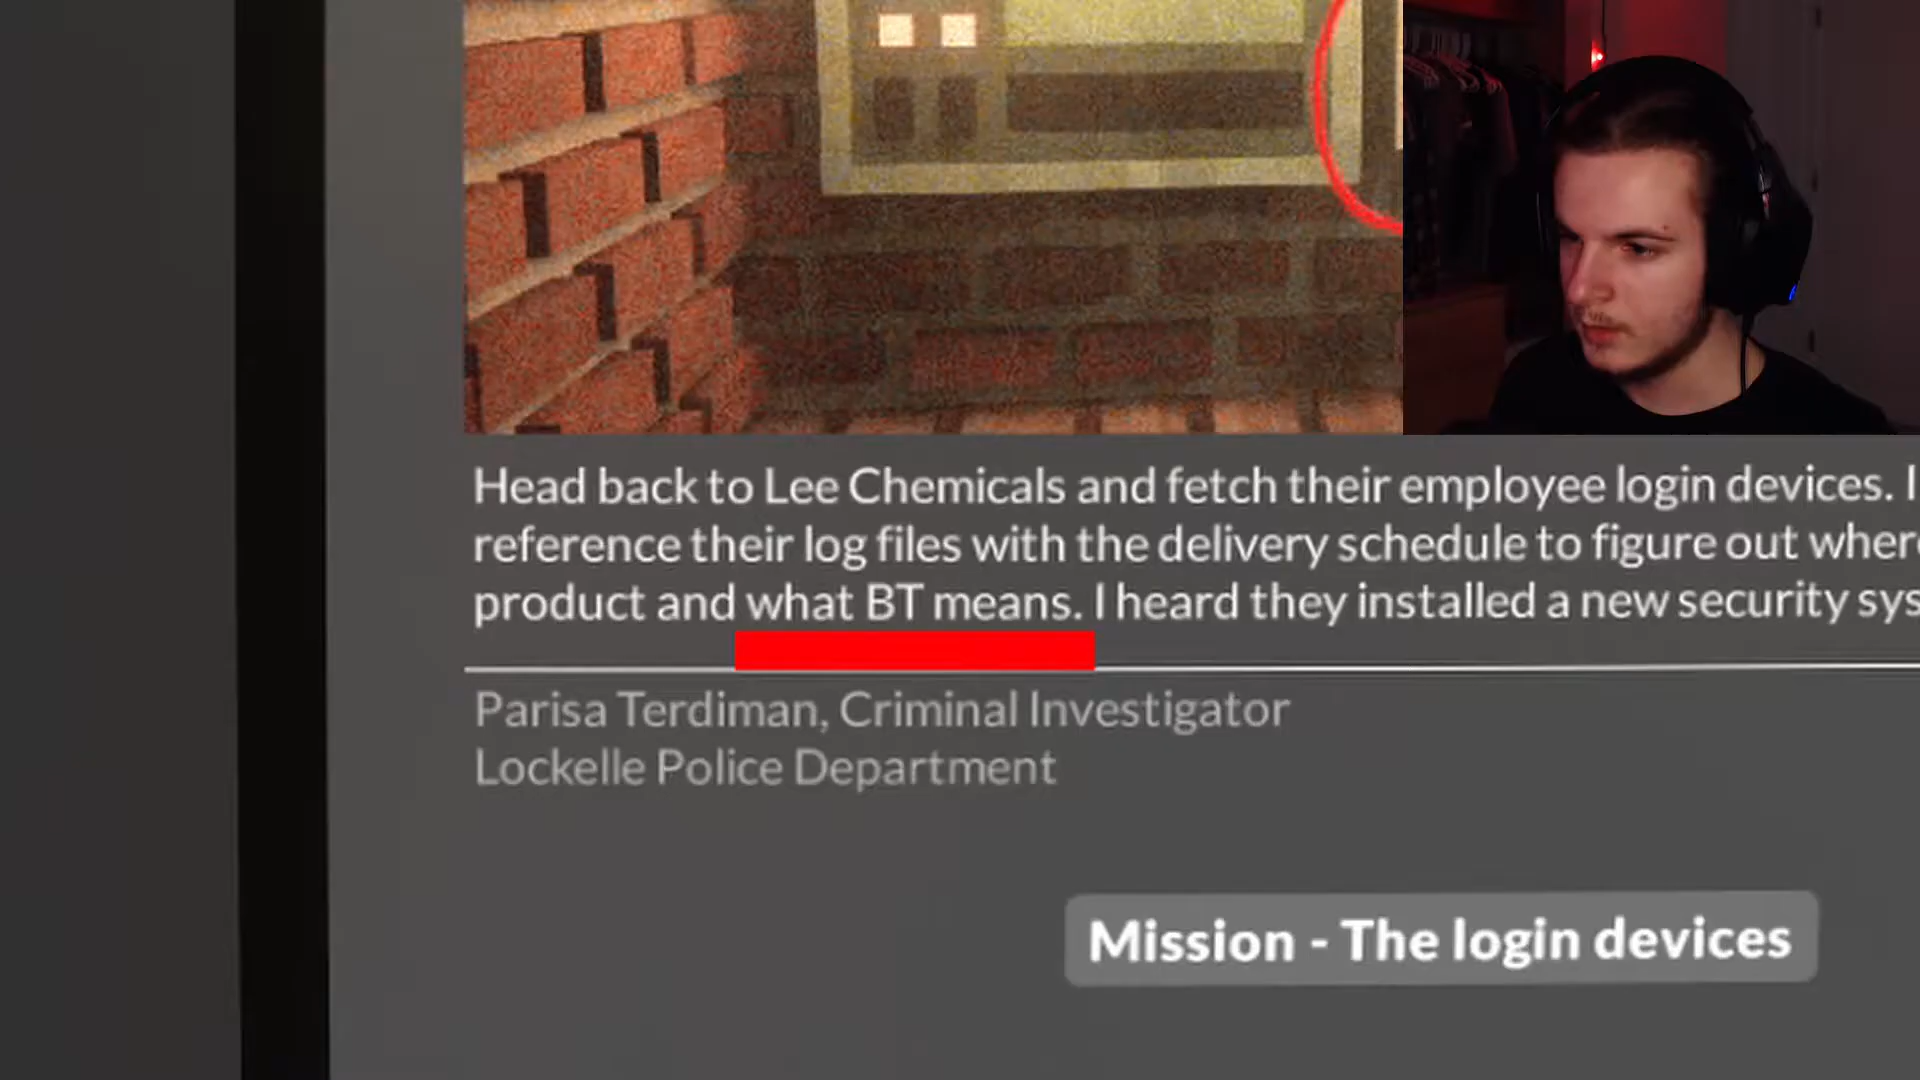 Head back to Lee Chemicals and fetch their employee login devices. I
reference their log files with the delivery schedule to figure out where
product and what BT means. I heard they installed a new security sys
Parisa Terdiman, Criminal Investigator
Lockelle Police Department
Mission - The login devices